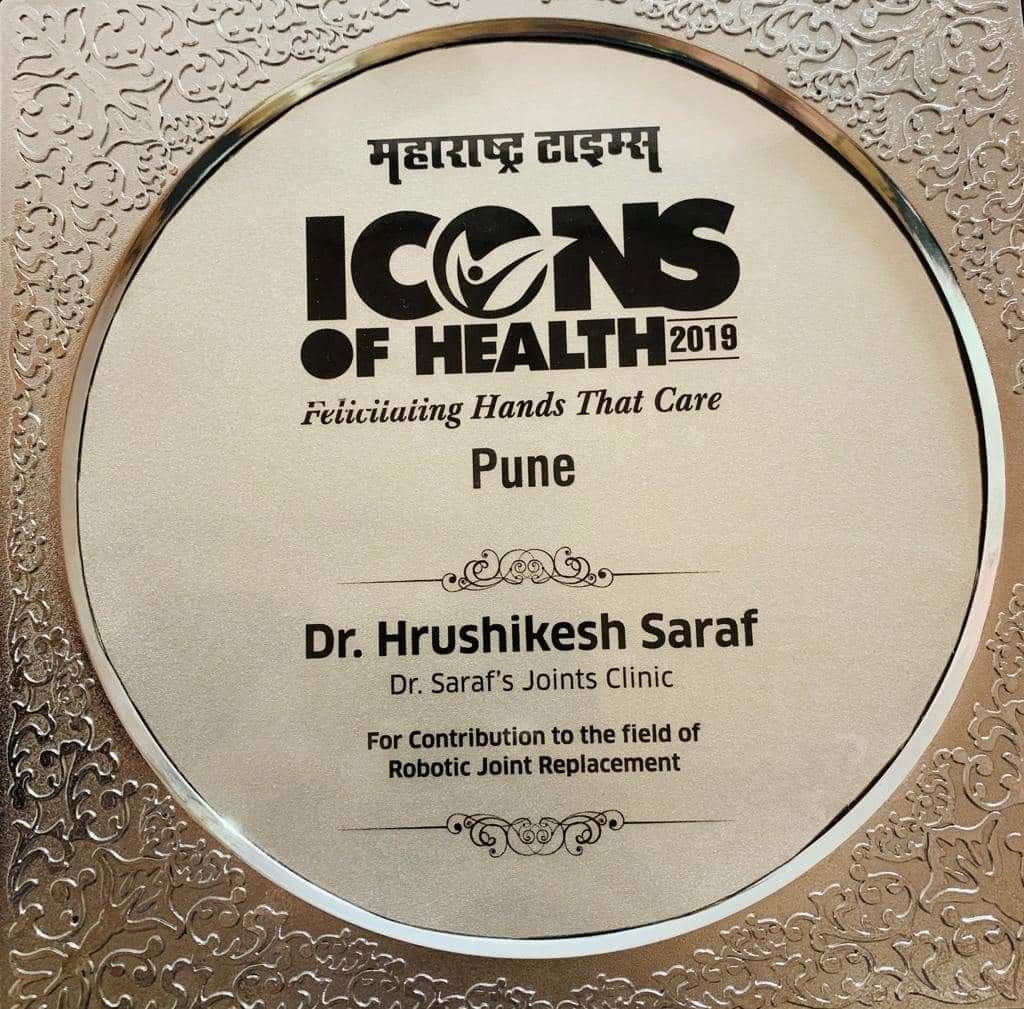 महाराष्ट्र टाइम्स
ICONS
OF HEALTH 2019
Felicitating Hands That Care
Pune
Dr. Hrushikesh Saraf
Dr. Saraf's Joints Clinic
For Contribution to the field of
Robotic Joint Replacement